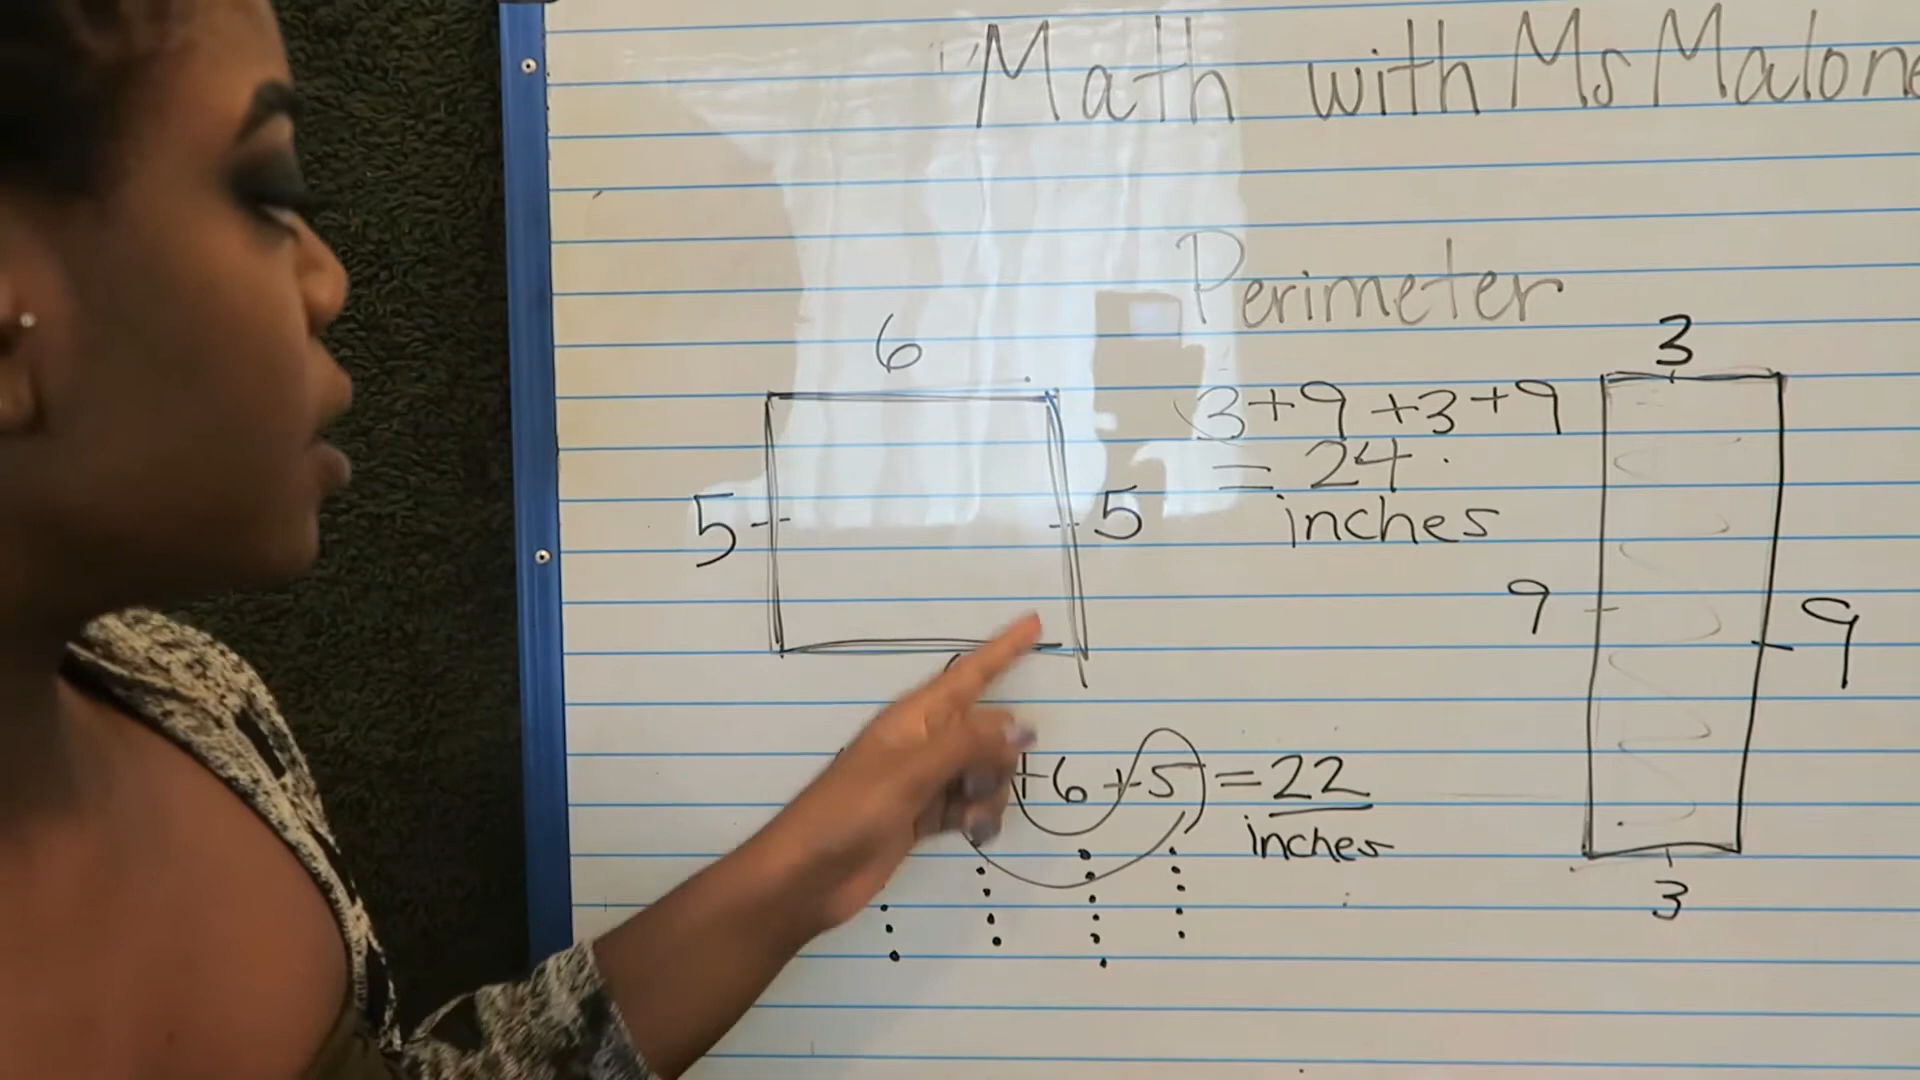 Math with Ms Malone
Perimeter
6
5
5
3+9+3+9
= 24
inches
3
9
9
3
+6+5=22
inches